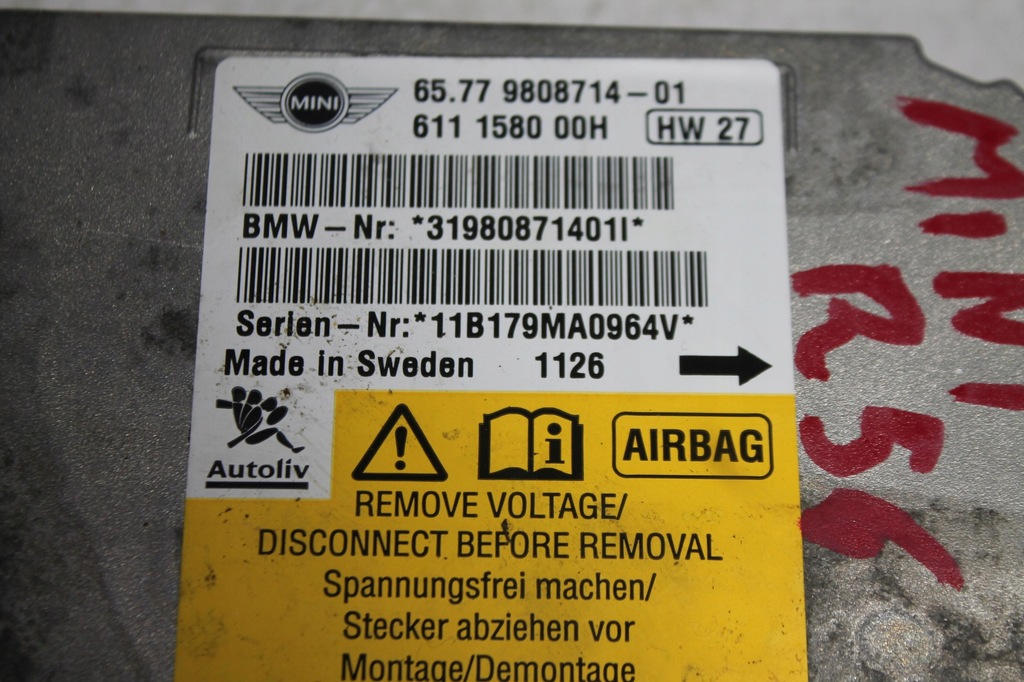 MINI
65.77 9808714-01
611 1580 00H HW 27
BMW-Nr: *31980871401I*
Serien-Nr:*11B179MA0964V*
Made in Sweden 1126
Autoliv
AIRBAG
REMOVE VOLTAGE/
DISCONNECT BEFORE REMOVAL
Spannungsfrei machen/
Stecker abziehen vor
Montage/Demontage
MINI
R56